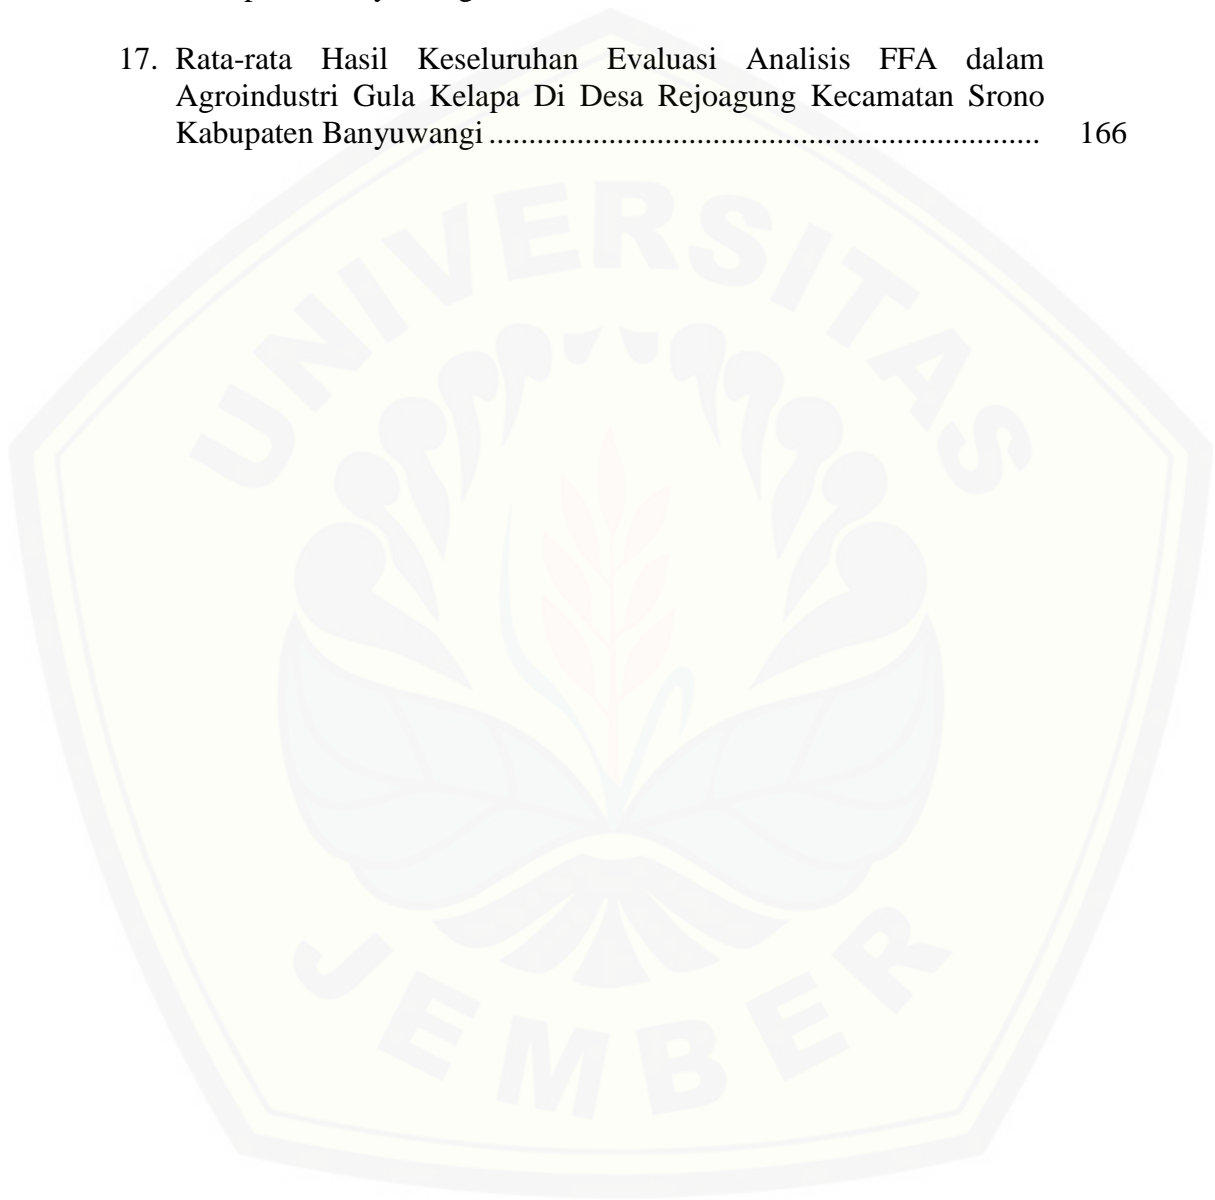 17. Rata-rata Hasil Keseluruhan Evaluasi Analisis FFA dalam
Agroindustri Gula Kelapa Di Desa Rejoagung Kecamatan Srono
Kabupaten Banyuwangi ..................................................................... 166
UNIVERSITAS
JEMBER